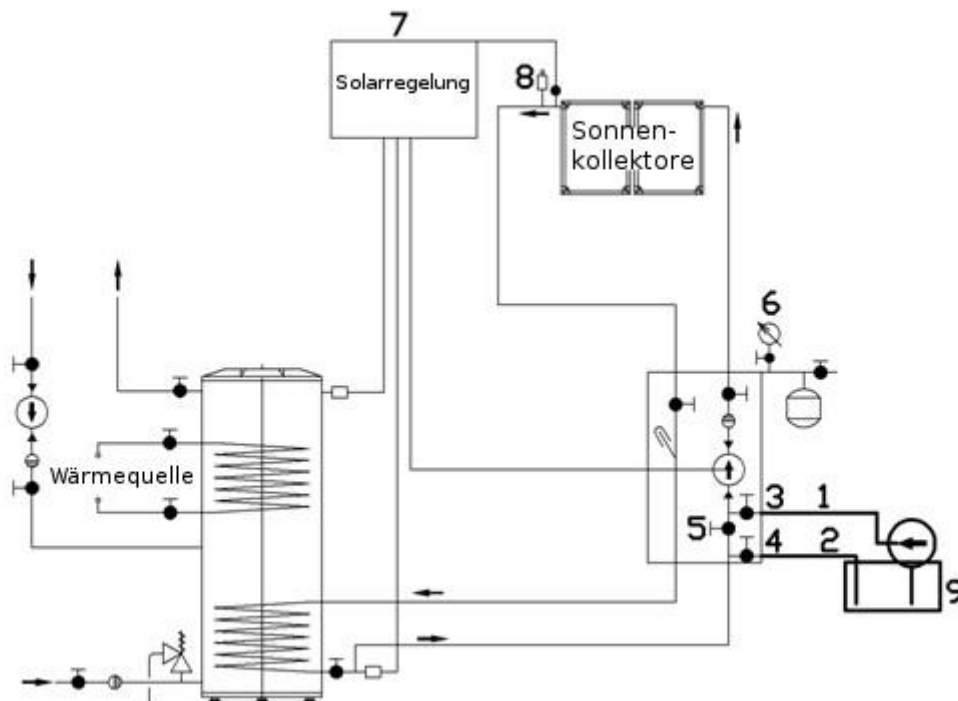 7
Solarregelung
8
Sonnen-
kollektore
6
Wärmequelle
3 1
5
4 2
9